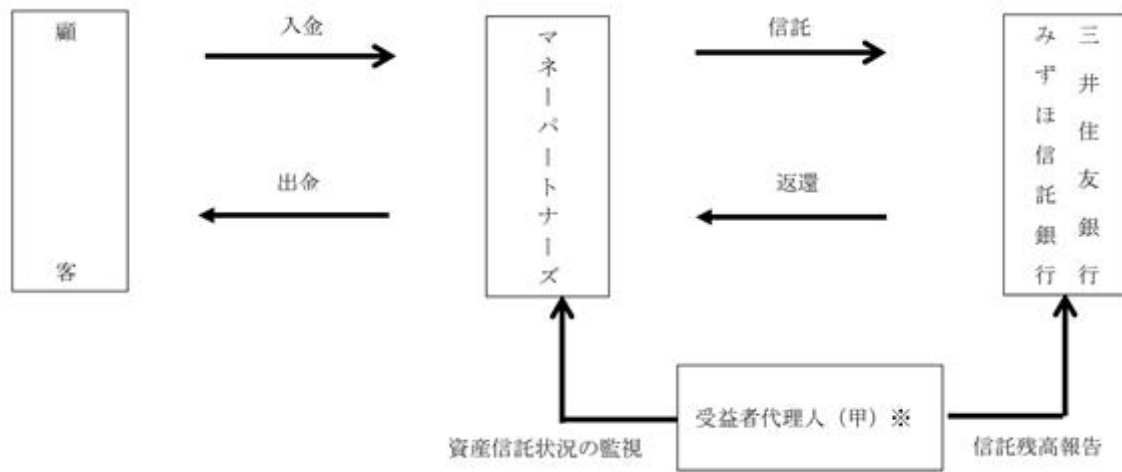 顧客
入金
出金
マネーパートナーズ
信託
返還
三井住友銀行
みずほ信託銀行
受益者代理人（甲）※
資産信託状況の監視
信託残高報告